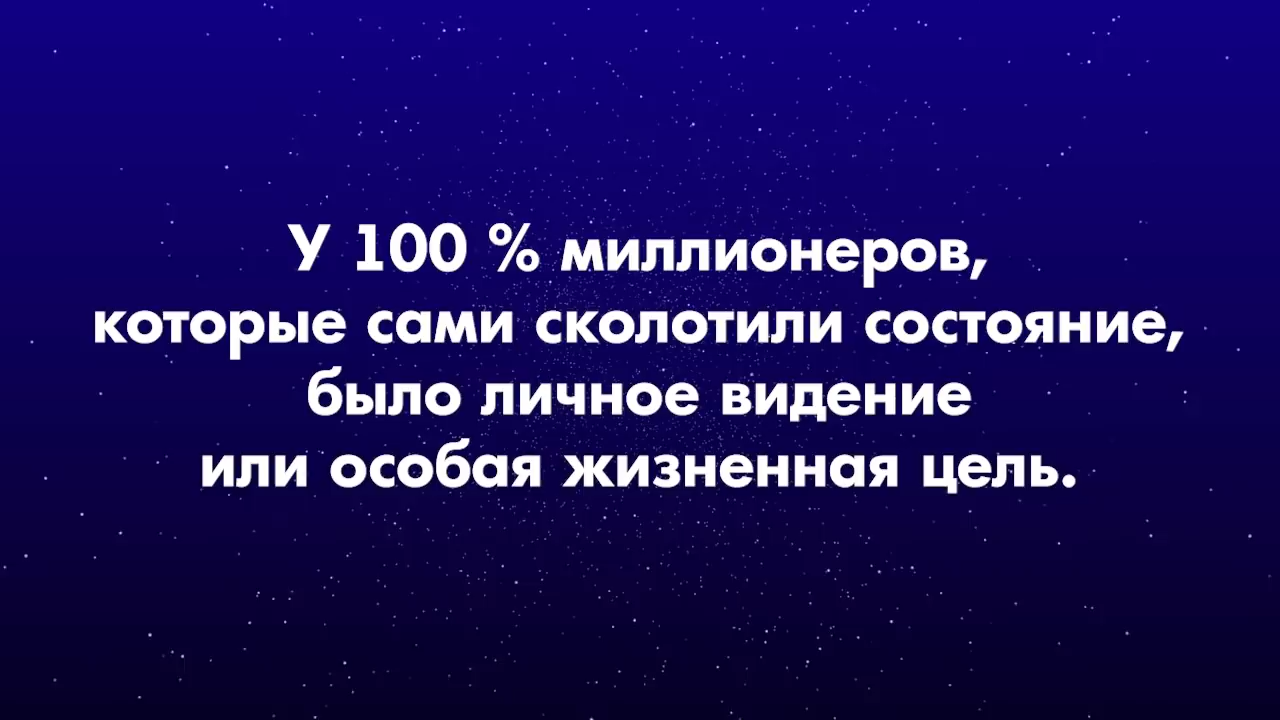 У 100 % миллионеров,
которые сами сколотили состояние,
было личное видение
или особая жизненная цель.